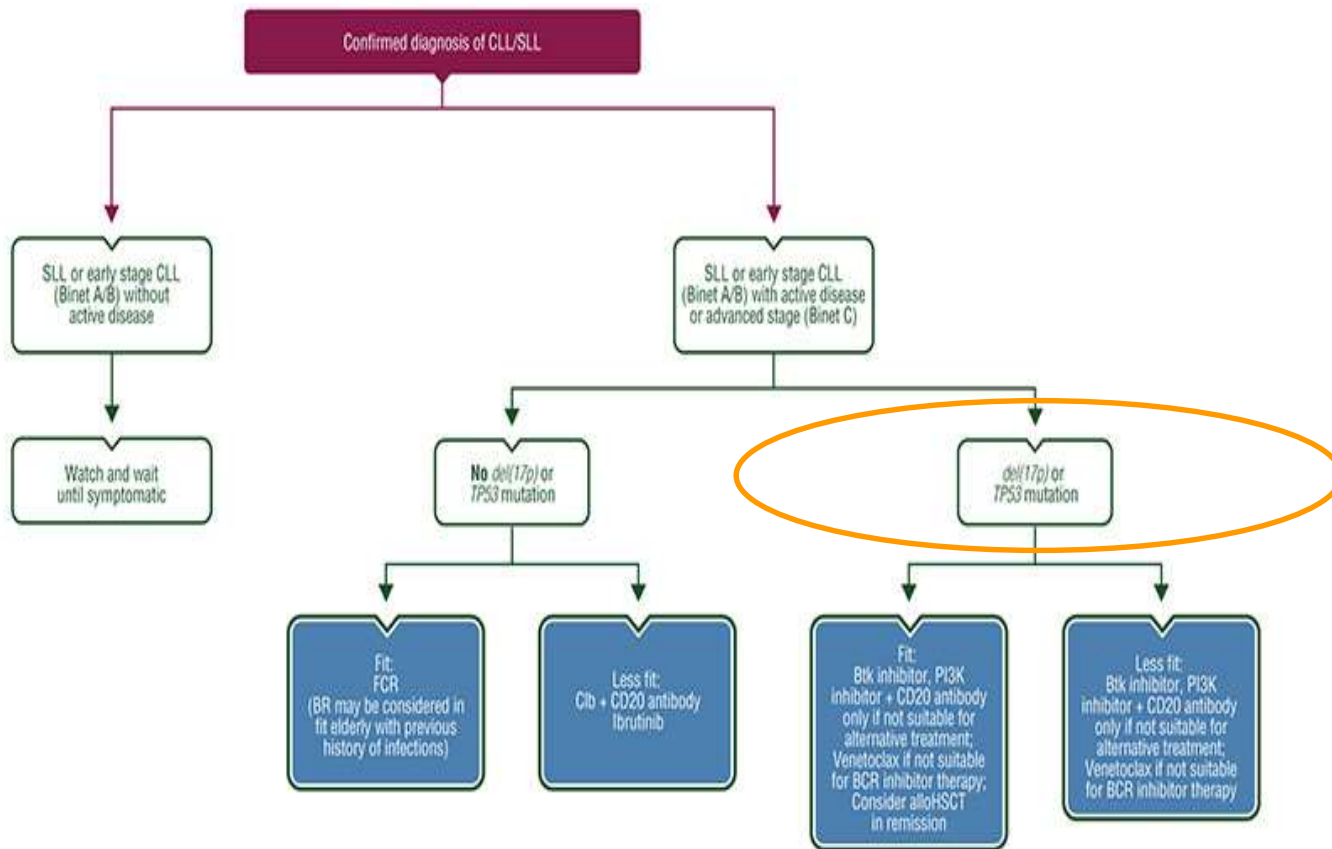 Confirmed diagnosis of CLL/SLL
SLL or early stage CLL
(Binet A/B) without
active disease
SLL or early stage CLL
(Binet A/B) with active disease
or advanced stage (Binet C)
Watch and wait
until symptomatic
No del(17p) or
TP53 mutation
del(17p) or
TP53 mutation
Fit:
FCR
(BR may be considered in
fit elderly with previous
history of infections)
Less fit:
Clb + CD20 antibody
Ibrutinib
Fit:
Btk inhibitor, PI3K
inhibitor + CD20 antibody
only if not suitable for
alternative treatment;
Venetoclax if not suitable
for BCR inhibitor therapy;
Consider alloHSCT
in remission
Less fit:
Btk inhibitor, PI3K
inhibitor + CD20 antibody
only if not suitable for
alternative treatment;
Venetoclax if not suitable
for BCR inhibitor therapy